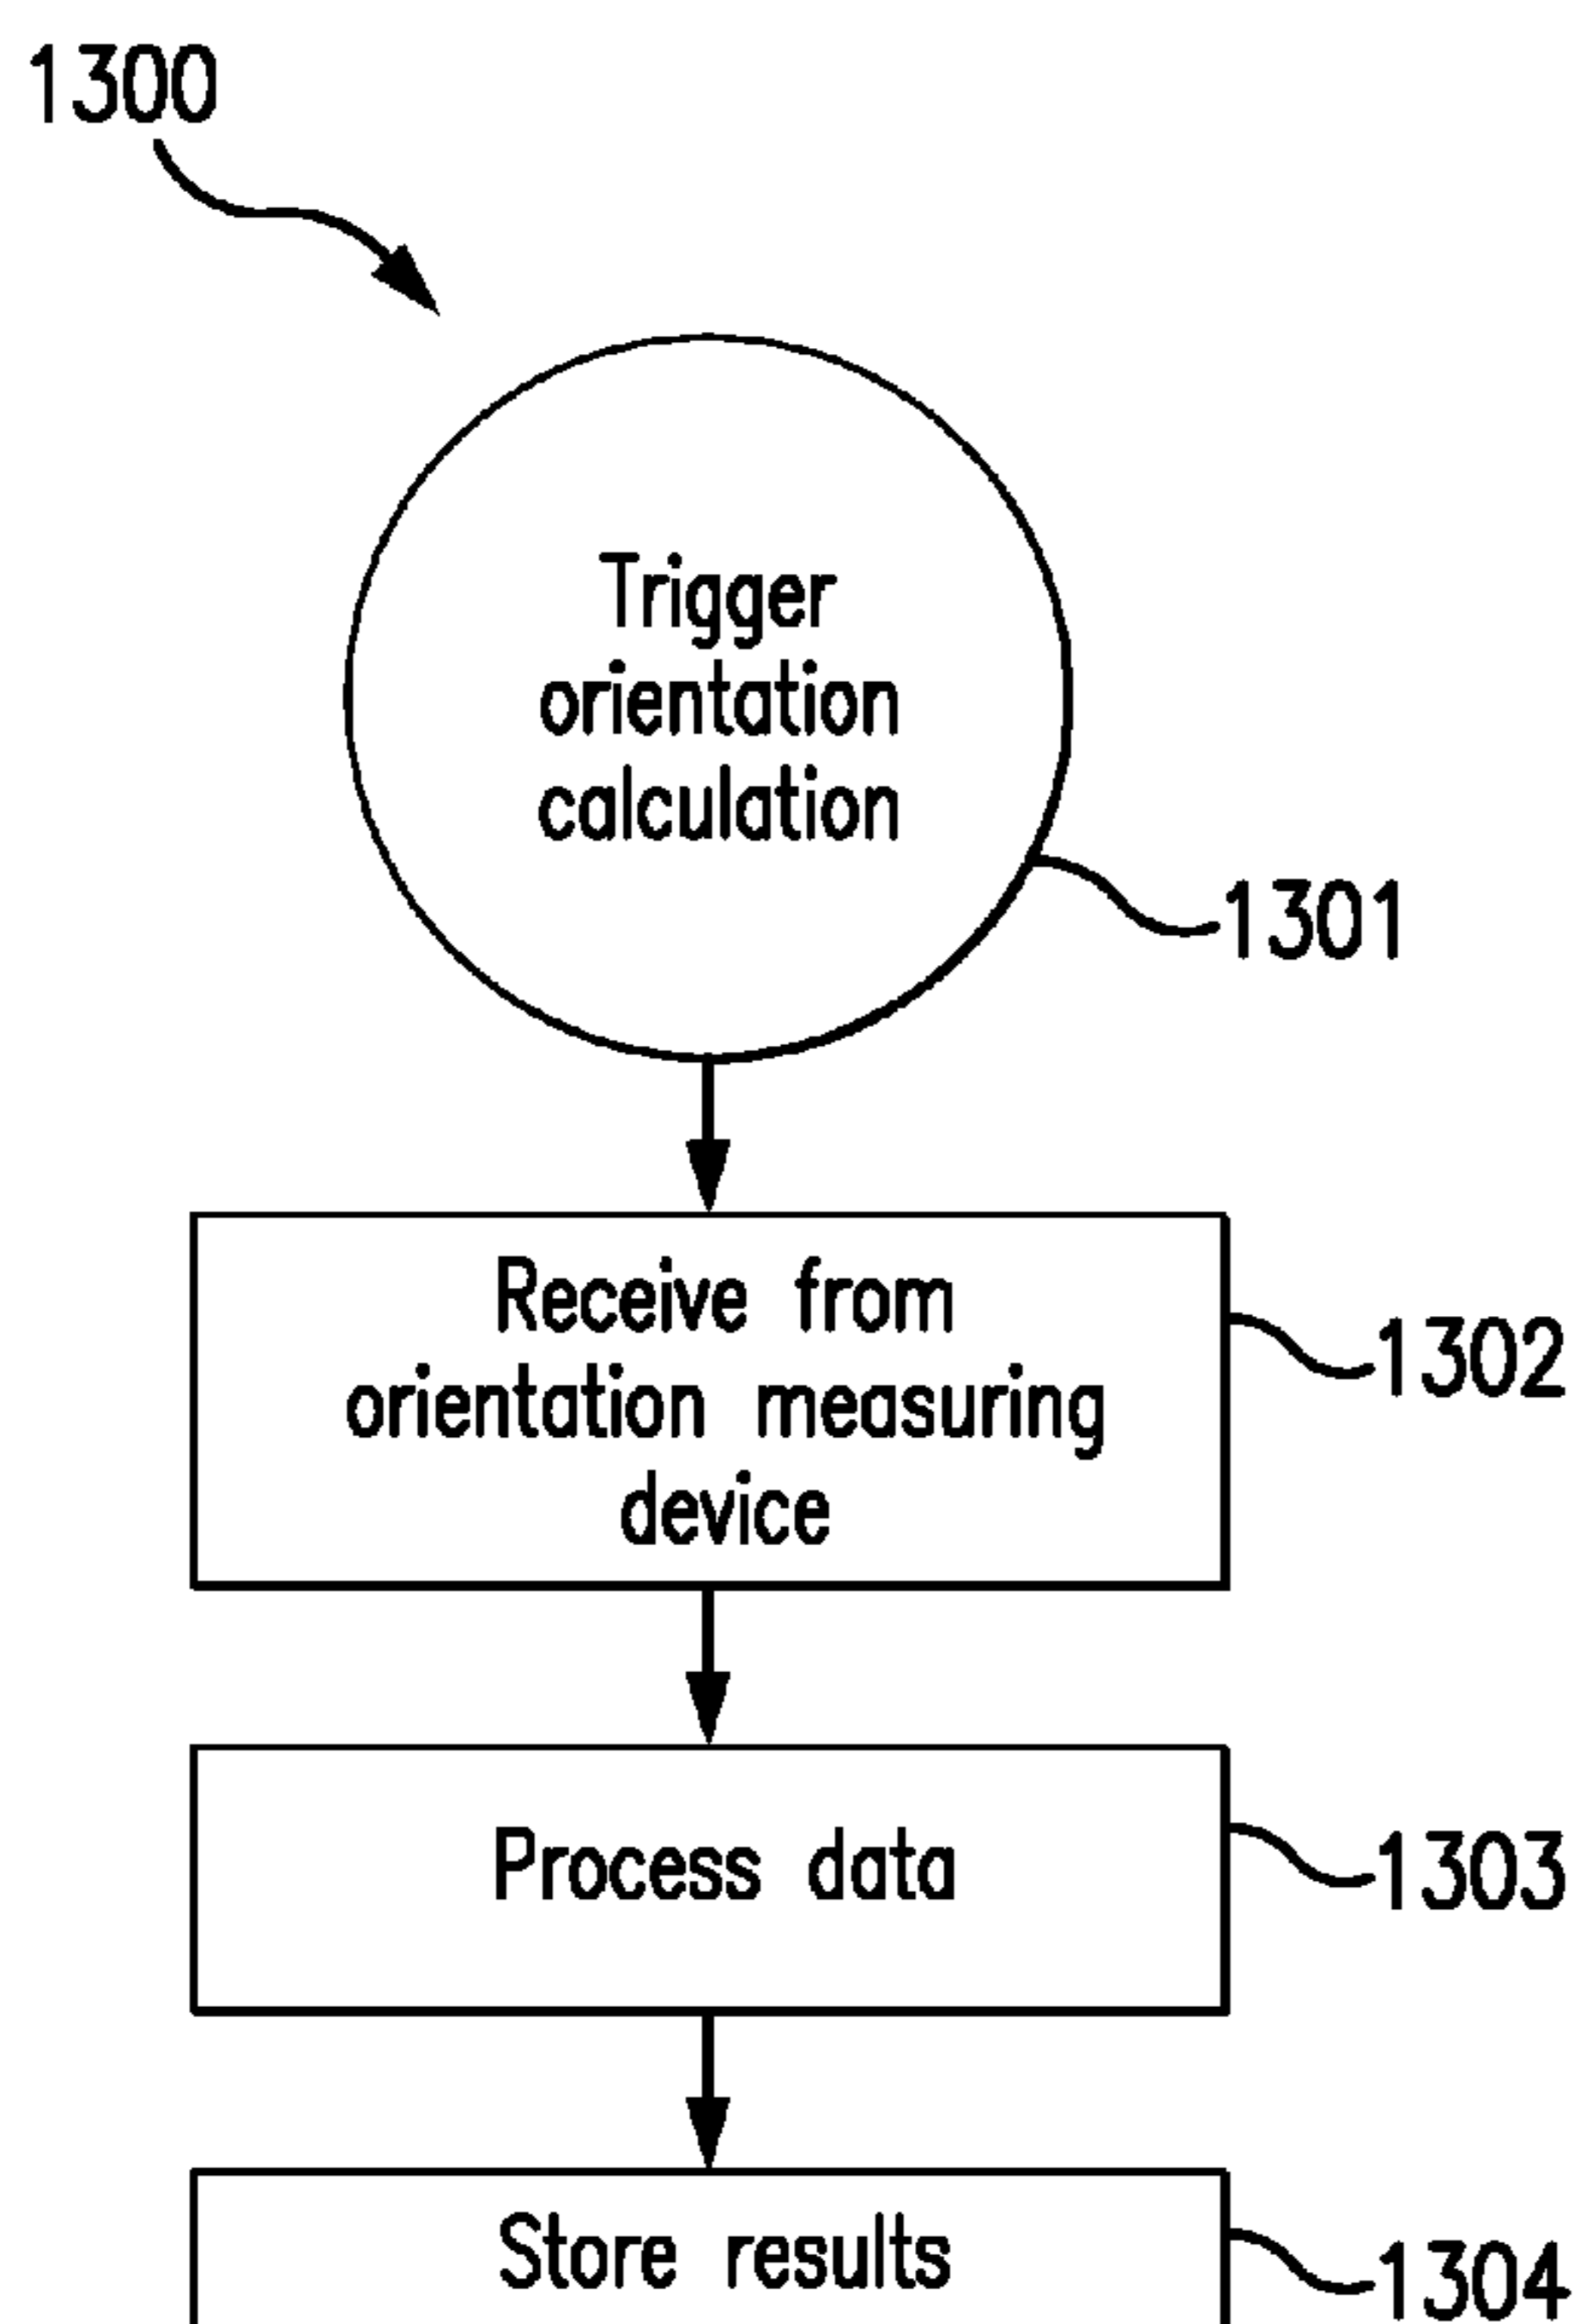 1300
Trigger
orientation
calculation
1301
Receive from
orientation measuring
device
1302
Process data
1303
Store results
1304